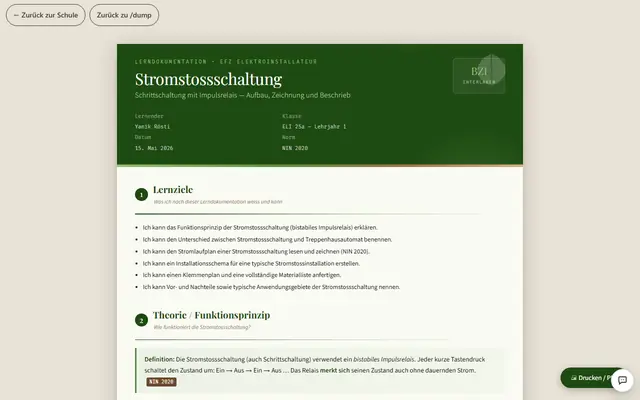 ← Zurück zur Schule
Zurück zu /dump
LERNDOKUMENTATION · EFZ ELEKTROINSTALLATEUR
Stromstossschaltung
Schrittschaltung mit Impulsrelais — Aufbau, Zeichnung und Beschrieb
BZI
INTERLAKEN
Lernender
Klasse
Yanik Rösti
ELI 25a – Lehrjahr 1
Datum
Norm
15. Mai 2026
NIN 2020
1
Lernziele
Was ich nach dieser Lerndokumentation weiss und kann
• Ich kann das Funktionsprinzip der Stromstossschaltung (bistabiles Impulsrelais) erklären.
• Ich kann den Unterschied zwischen Stromstossschaltung und Treppenhausautomat benennen.
• Ich kann den Stromlaufplan einer Stromstossschaltung lesen und zeichnen (NIN 2020).
• Ich kann ein Installationsschema für eine typische Stromstossinstallation erstellen.
• Ich kann einen Klemmenplan und eine vollständige Materialliste anfertigen.
• Ich kann Vor- und Nachteile sowie typische Anwendungsgebiete der Stromstossschaltung nennen.
2
Theorie / Funktionsprinzip
Wie funktioniert die Stromstossschaltung?
Definition: Die Stromstossschaltung (auch Schrittschaltung) verwendet ein bistabiles Impulsrelais. Jeder kurze Tastendruck
schaltet den Zustand um: Ein → Aus → Ein → Aus … Das Relais merkt sich seinen Zustand auch ohne dauernden Strom.
NIN 2020
Drucken /